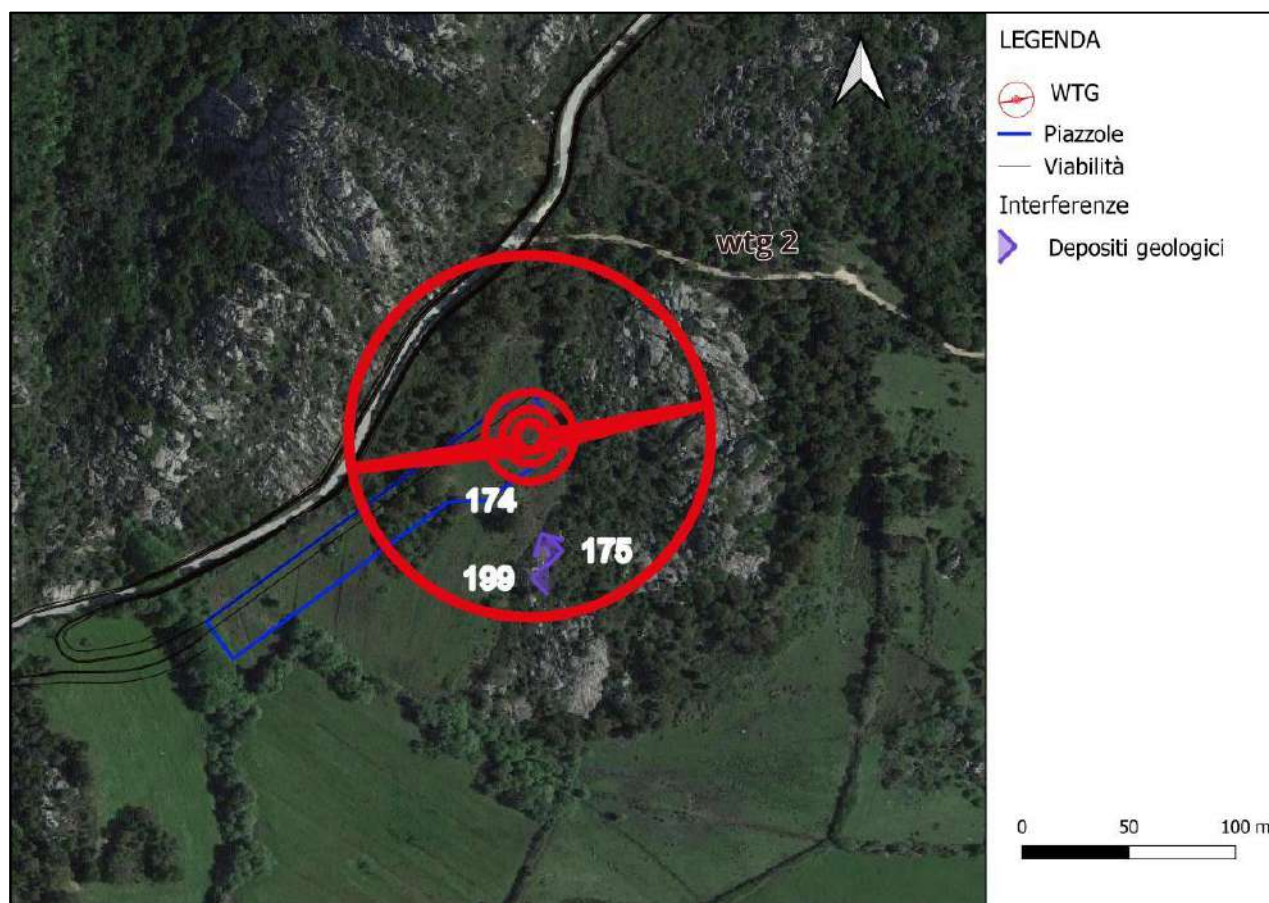 LEGENDA
WTG
Piazzole
Viabilità
Interferenze
Depositi geologici
wtg 2
174
175
199
0 50 100 m